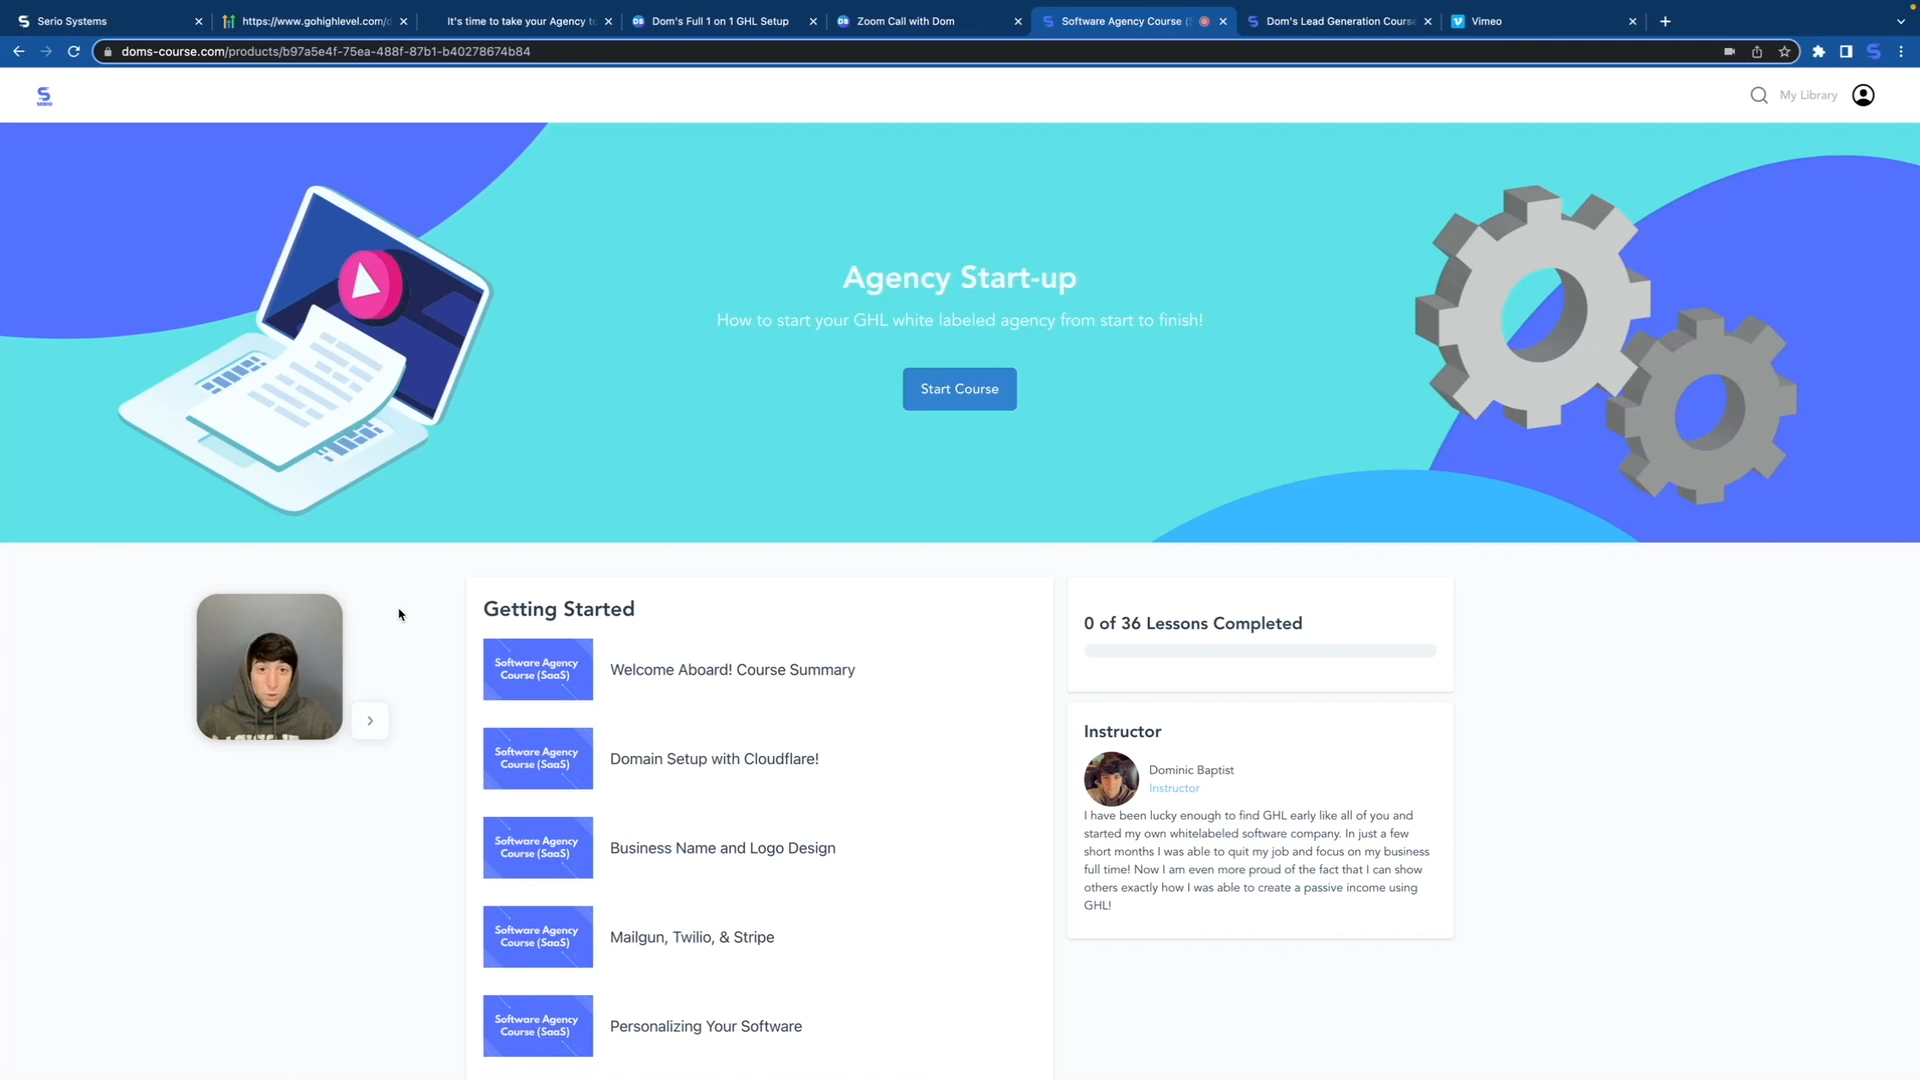 Serio Systems
https://www.gohighlevel.com/
It's time to take your Agency to
Dom's Full 1 on 1 GHL Setup
Zoom Call with Dom
Software Agency Course (
Dom's Lead Generation Course
Vimeo
doms-course.com/products/b97a5e4f-75ea-488f-87b1-b40278674b84
SERIO
My Library
Agency Start-up
How to start your GHL white labeled agency from start to finish!
Start Course
Getting Started
Software Agency
Course (SaaS)
Welcome Aboard! Course Summary
Software Agency
Course (SaaS)
Domain Setup with Cloudflare!
Software Agency
Course (SaaS)
Business Name and Logo Design
Software Agency
Course (SaaS)
Mailgun, Twilio, & Stripe
Software Agency
Course (SaaS)
Personalizing Your Software
0 of 36 Lessons Completed
Instructor
Dominic Baptist
Instructor
I have been lucky enough to find GHL early like all of you and
started my own whitelabeled software company. In just a few
short months I was able to quit my job and focus on my business
full time! Now I am even more proud of the fact that I can show
others exactly how I was able to create a passive income using
GHL!